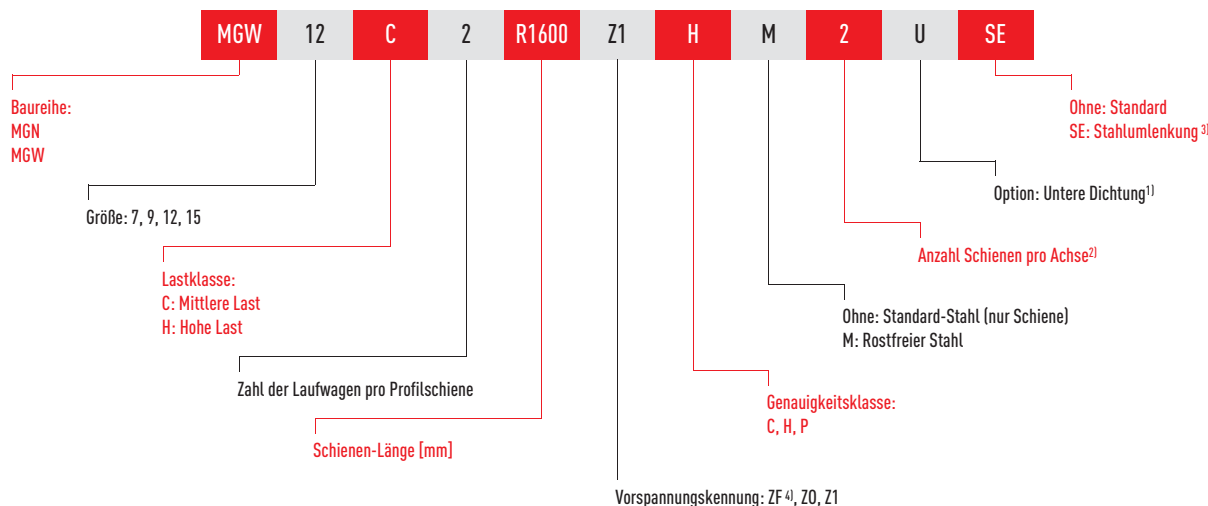 MGW 12 C 2 R1600 Z1 H M 2 U SE
Baureihe:
MGN
MGW
Ohne: Standard
SE: Stahlumlenkung 3)
Option: Untere Dichtung1)
Größe: 7, 9, 12, 15
Anzahl Schienen pro Achse2)
Lastklasse:
C: Mittlere Last
H: Hohe Last
Ohne: Standard-Stahl (nur Schiene)
M: Rostfreier Stahl
Zahl der Laufwagen pro Profilschiene
Genauigkeitsklasse:
C, H, P
Schienen-Länge [mm]
Vorspannungskennung: ZF 4), Z0, Z1